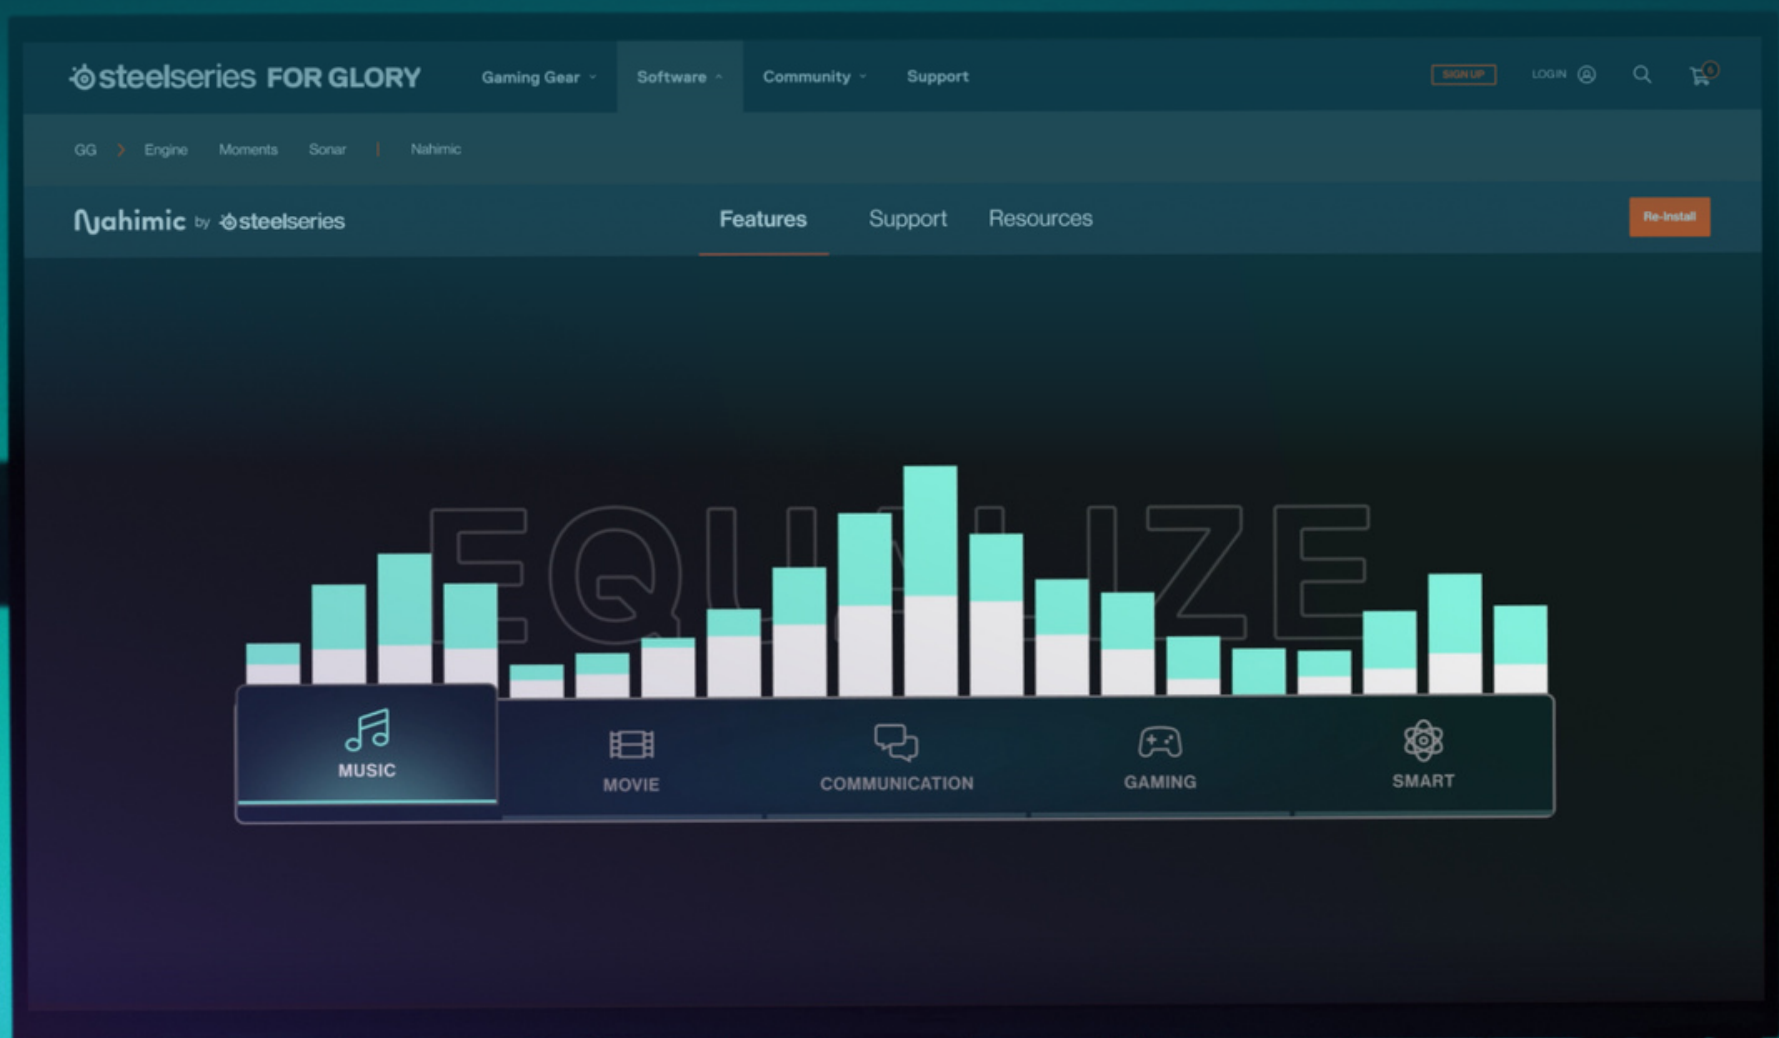 steelseries FOR GLORY Gaming Gear Software Community Support SIGN UP LOGIN
GG Engine Moments Sonar Nahimic
Nahimic by steelseries Features Support Resources Re-Install
EQUALIZE
MUSIC MOVIE COMMUNICATION GAMING SMART